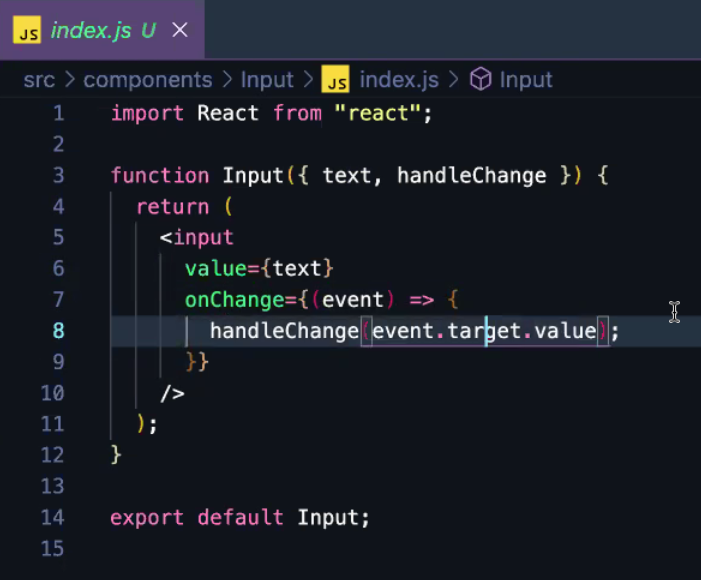 JS index.js U ×
src > components > Input > JS index.js > Input
1 import React from "react";
2
3 function Input({ text, handleChange }) {
4   return (
5     <input
6       value={text}
7       onChange={(event) => {
8         handleChange(event.target.value);
9       }}
10     />
11   );
12 }
13
14 export default Input;
15